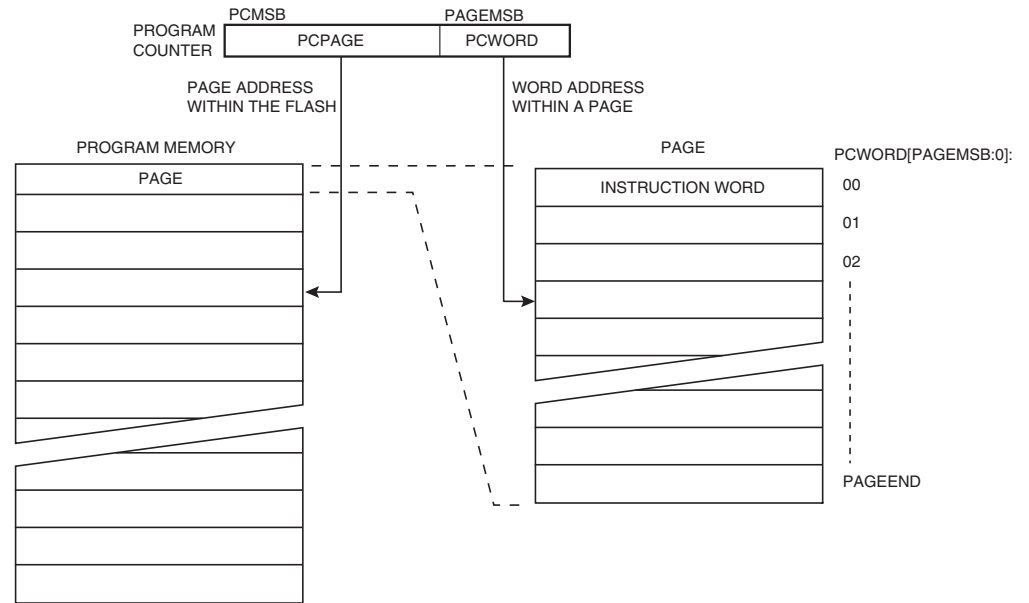 PCMSB
PAGEMSB
PROGRAM
COUNTER
PCPAGE
PCWORD
PAGE ADDRESS
WITHIN THE FLASH
WORD ADDRESS
WITHIN A PAGE
PROGRAM MEMORY
PAGE
PAGE
PCWORD[PAGEMSB:0]:
INSTRUCTION WORD
00
01
02
PAGEEND